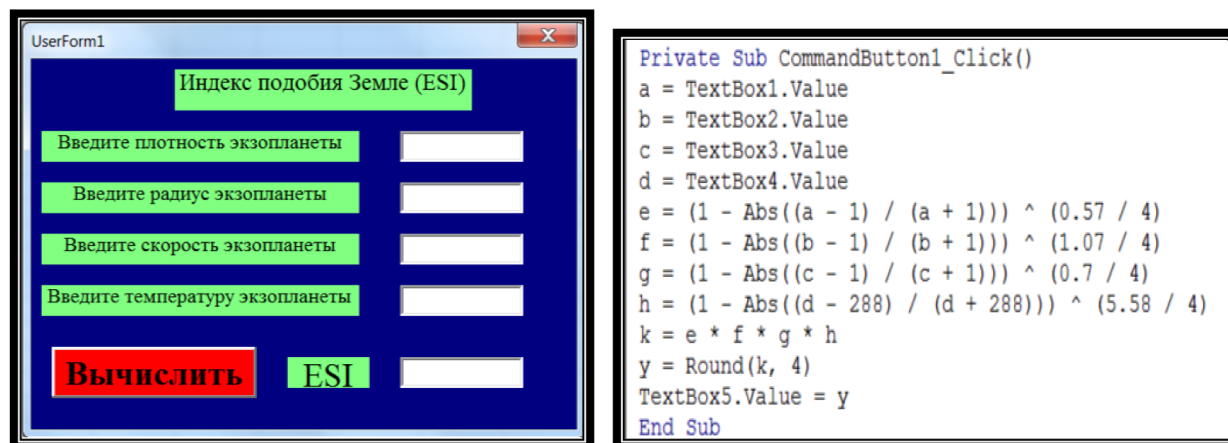 UserForm1
Индекс подобия Земле (ESI)
Введите плотность экзопланеты
Введите радиус экзопланеты
Введите скорость экзопланеты
Введите температуру экзопланеты
Вычислить
ESI
Private Sub CommandButton1_Click()
a = TextBox1.Value
b = TextBox2.Value
c = TextBox3.Value
d = TextBox4.Value
e = (1 - Abs((a - 1) / (a + 1))) ^ (0.57 / 4)
f = (1 - Abs((b - 1) / (b + 1))) ^ (1.07 / 4)
g = (1 - Abs((c - 1) / (c + 1))) ^ (0.7 / 4)
h = (1 - Abs((d - 288) / (d + 288))) ^ (5.58 / 4)
k = e * f * g * h
y = Round(k, 4)
TextBox5.Value = y
End Sub